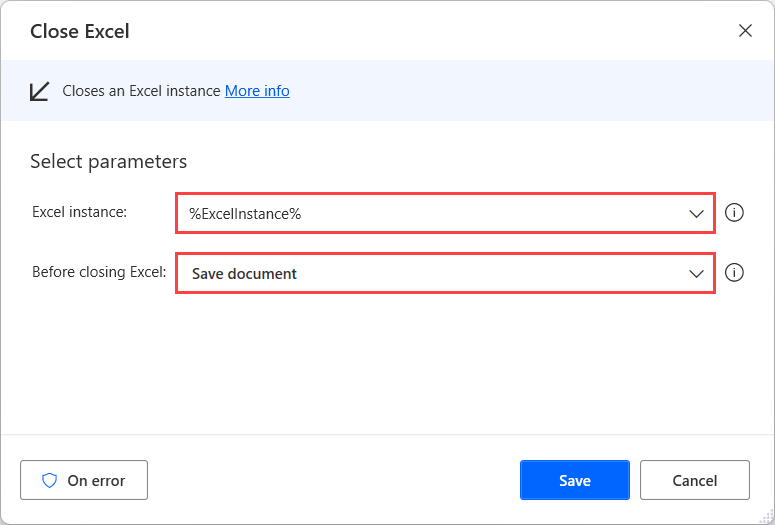 Close Excel
Closes an Excel instance More info
Select parameters
Excel instance: %ExcelInstance%
Before closing Excel: Save document
On error Save Cancel